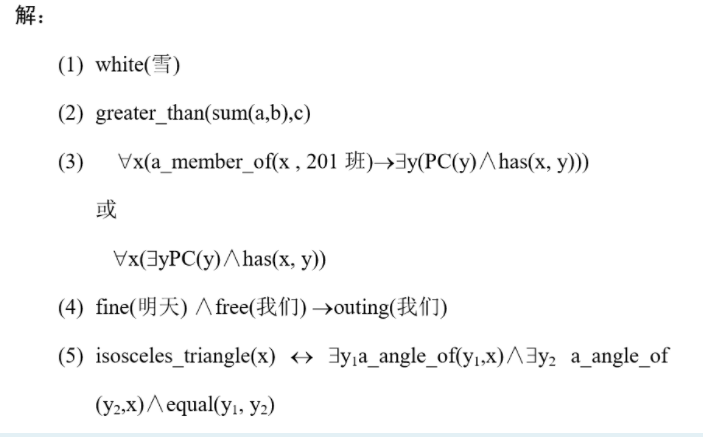 解：
(1) white(雪)
(2) greater_than(sum(a,b),c)
(3) ∀x(a_member_of(x , 201 班)→∃y(PC(y)∧has(x, y)))
或
∀x(∃yPC(y)∧has(x, y))
(4) fine(明天) ∧free(我们) →outing(我们)
(5) isosceles_triangle(x) ↔ ∃y₁a_angle_of(y₁,x)∧∃y₂ a_angle_of
(y₂,x)∧equal(y₁, y₂)